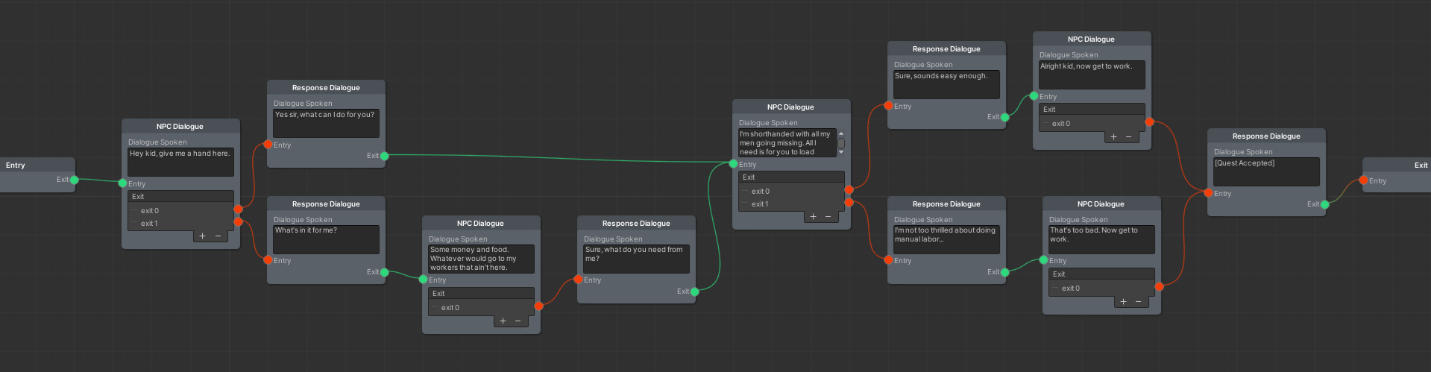 Entry
Exit
NPC Dialogue
Dialogue Spoken
Hey kid, give me a hand here.
Entry
Exit
exit 0
exit 1
+ −
Response Dialogue
Dialogue Spoken
Yes sir, what can I do for you?
Entry
Exit
Response Dialogue
Dialogue Spoken
What's in it for me?
Entry
Exit
NPC Dialogue
Dialogue Spoken
Some money and food.
Whatever would go to my
workers that ain't here.
Entry
Exit
exit 0
+ −
Response Dialogue
Dialogue Spoken
Sure, what do you need from
me?
Entry
Exit
NPC Dialogue
Dialogue Spoken
I'm shorthanded with all my
men going missing. All I
need is for you to load
Entry
Exit
exit 0
exit 1
+ −
Response Dialogue
Dialogue Spoken
Sure, sounds easy enough.
Entry
Exit
NPC Dialogue
Dialogue Spoken
Alright kid, now get to work.
Entry
Exit
exit 0
+ −
Response Dialogue
Dialogue Spoken
I'm not too thrilled about doing
manual labor...
Entry
Exit
NPC Dialogue
Dialogue Spoken
That's too bad. Now get to
work.
Entry
Exit
exit 0
+ −
Response Dialogue
Dialogue Spoken
[Quest Accepted]
Entry
Exit
Exit
Entry